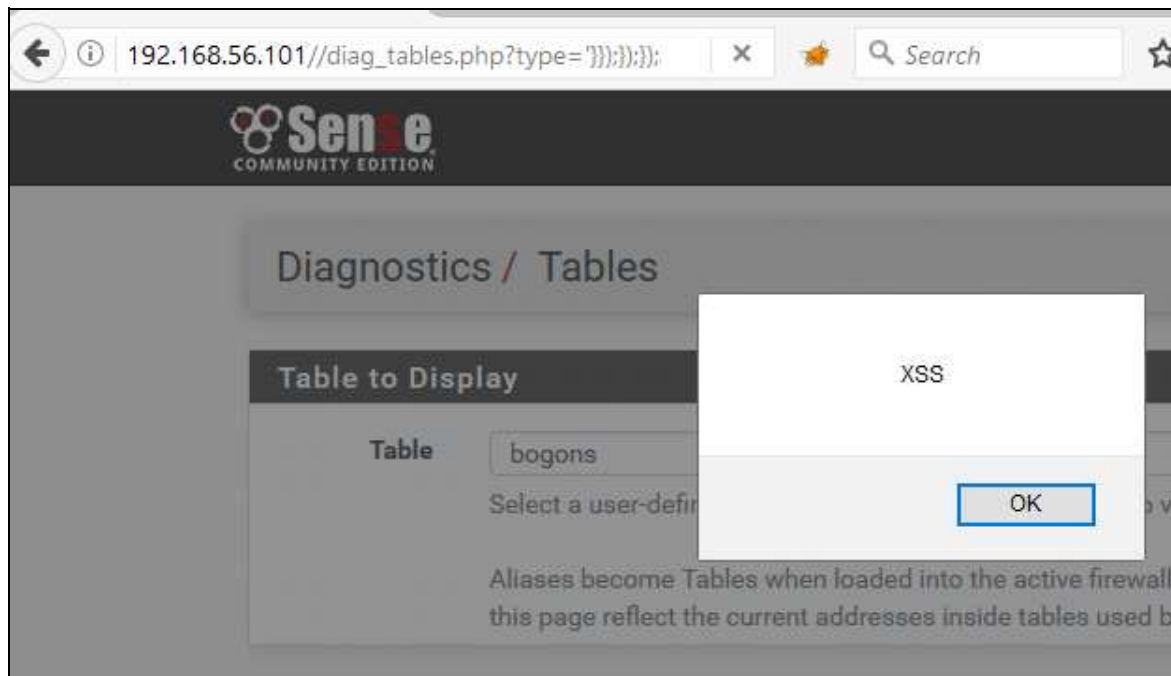 192.168.56.101//diag_tables.php?type='}});});});
Search
Sense
COMMUNITY EDITION
Diagnostics / Tables
Table to Display
XSS
Table
bogons
Select a user-defin
OK
Aliases become Tables when loaded into the active firewall
this page reflect the current addresses inside tables used b